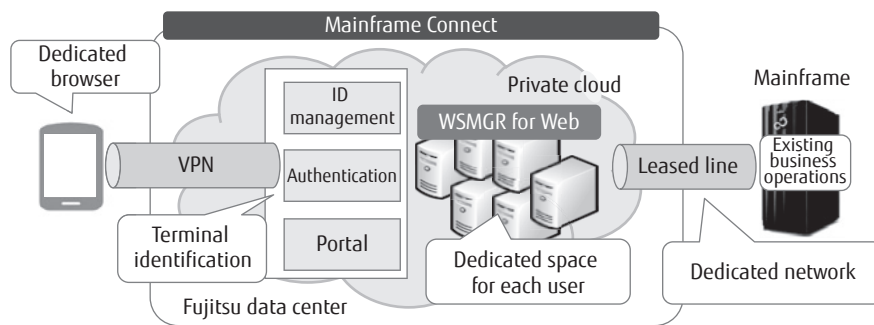 Mainframe Connect
Dedicated
browser
ID
management
Private cloud
Mainframe
WSMGR for Web
VPN
Authentication
Leased line
Existing
business
operations
Terminal
identification
Portal
Dedicated space
for each user
Dedicated network
Fujitsu data center